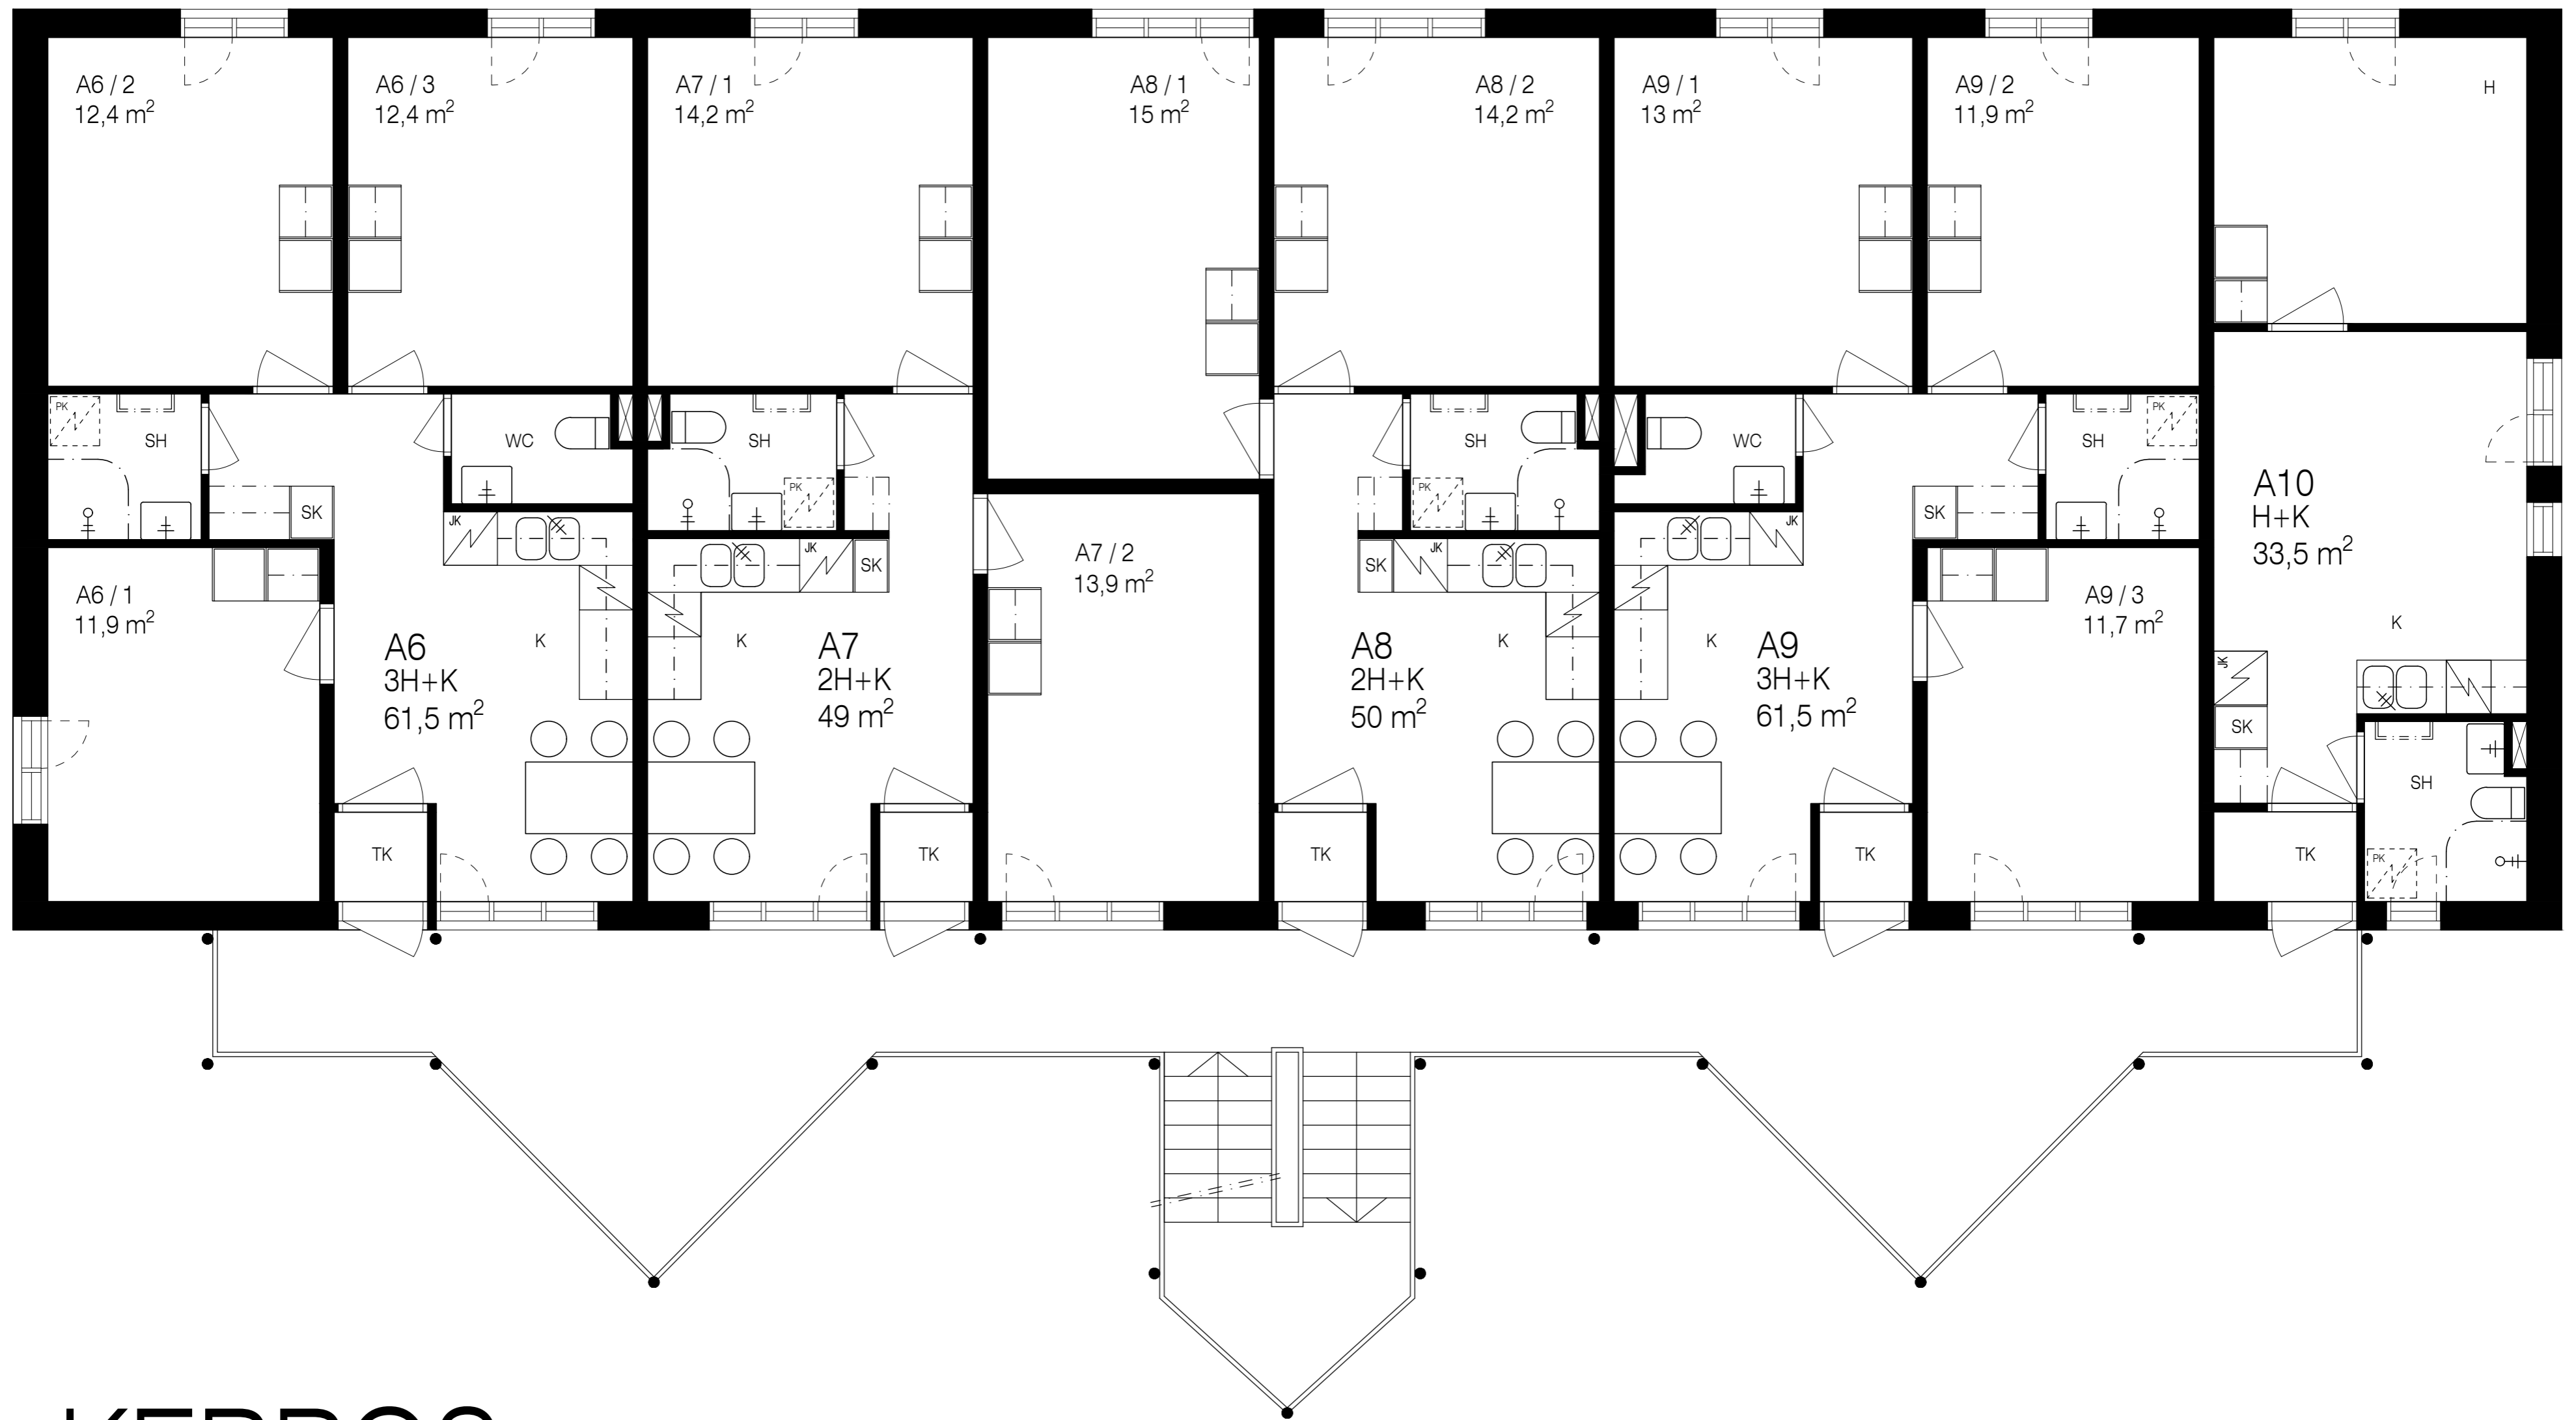 A6 / 2
12,4 m²
A6 / 3
12,4 m²
A7 / 1
14,2 m²
A8 / 1
15 m²
A8 / 2
14,2 m²
A9 / 1
13 m²
A9 / 2
11,9 m²
H
PK
SH
SK
WC
JK
SH
PK
JK
SK
SH
PK
SK
JK
WC
JK
SK
SH
PK
A6 / 1
11,9 m²
A6
3H+K
61,5 m²
K
TK
K
A7
2H+K
49 m²
TK
A7 / 2
13,9 m²
A8
2H+K
50 m²
K
TK
K
A9
3H+K
61,5 m²
TK
A9 / 3
11,7 m²
A10
H+K
33,5 m²
K
JK
SK
SH
PK
TK